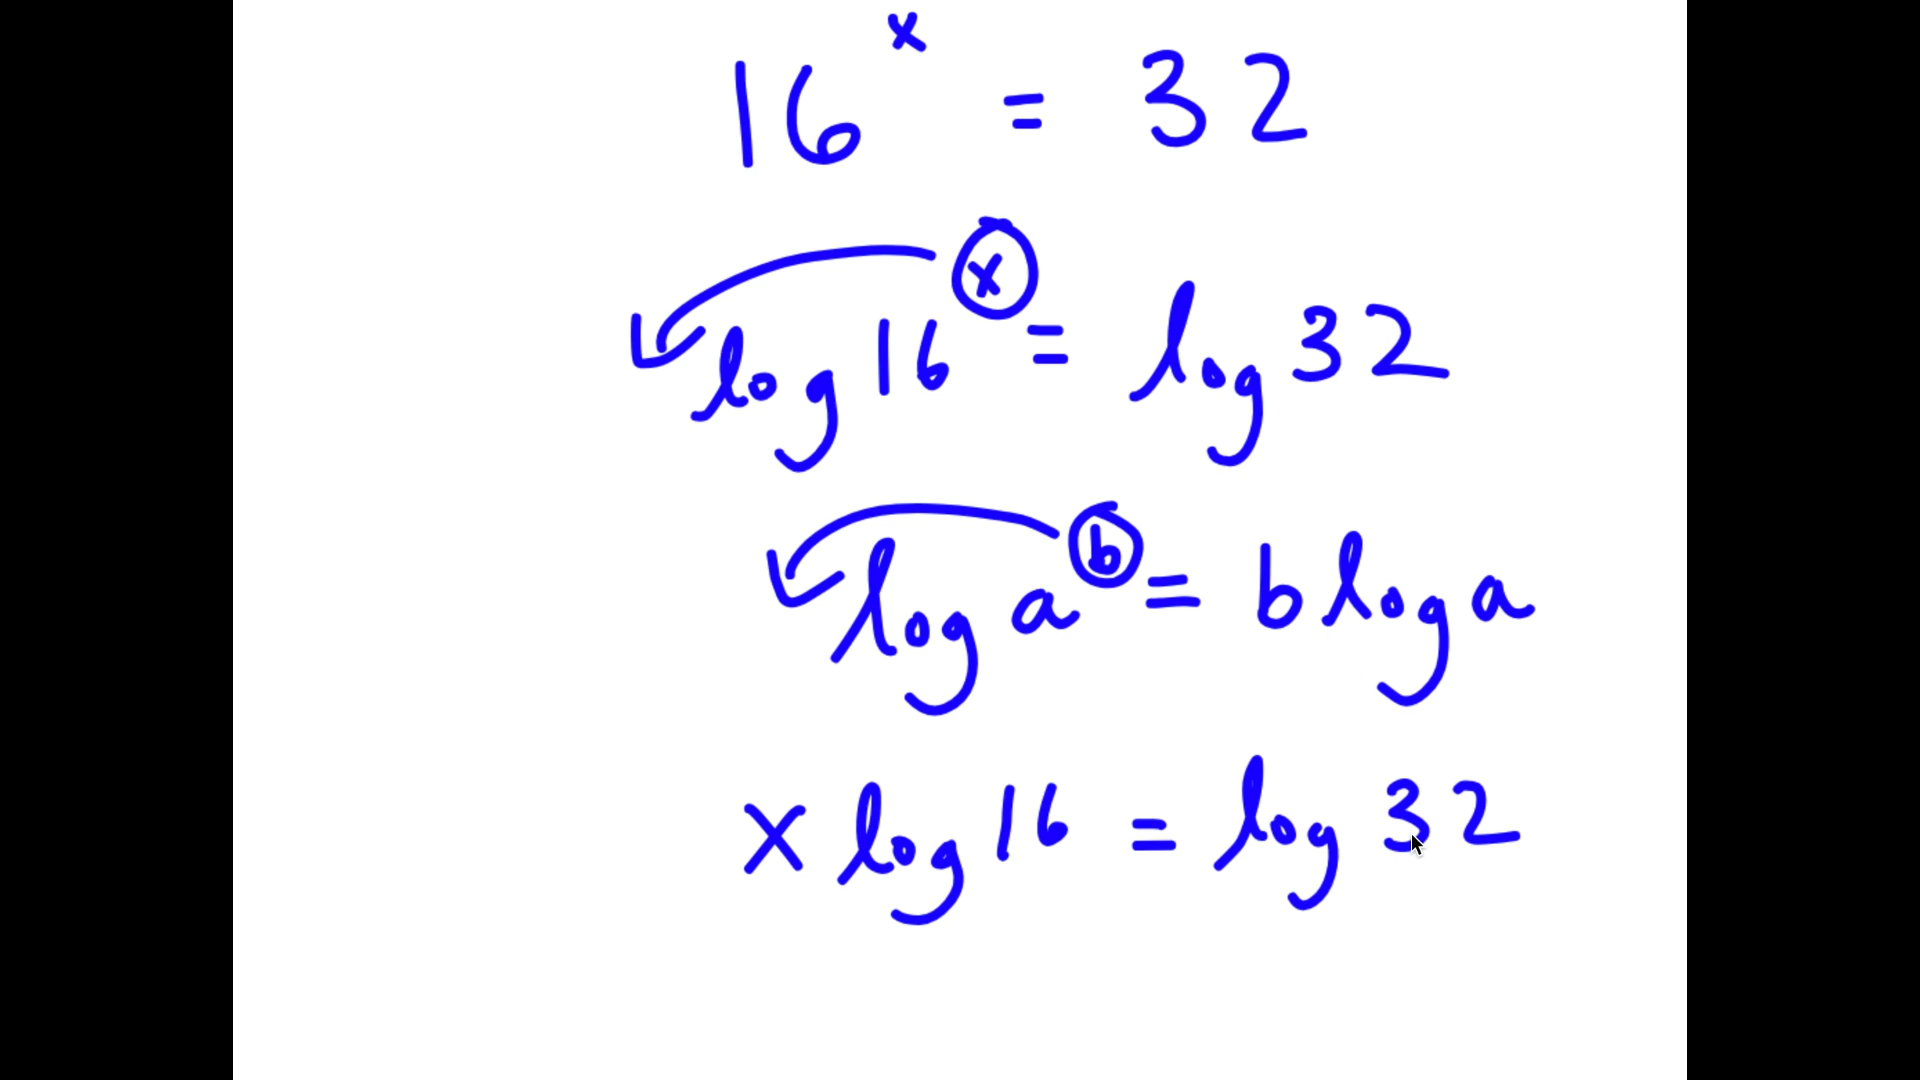 16^x = 32
log 16^x = log 32
log a^b = b log a
x log 16 = log 32